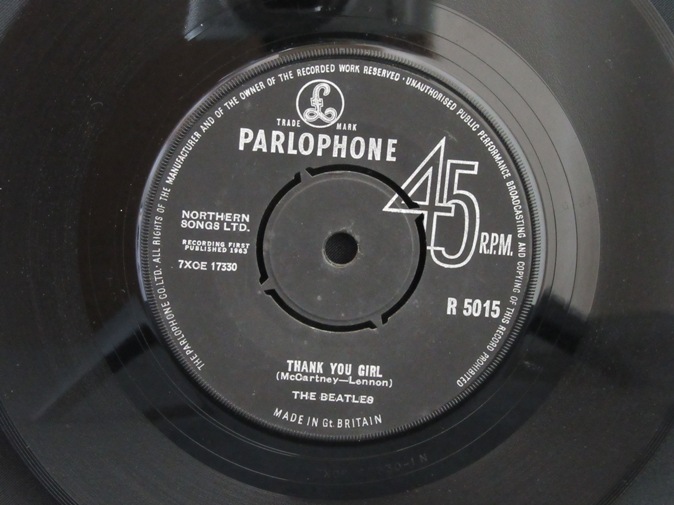 THE PARLOPHONE CO. LTD. · ALL RIGHTS OF THE MANUFACTURER AND OF THE OWNER OF THE RECORDED WORK RESERVED · UNAUTHORISED PUBLIC PERFORMANCE BROADCASTING AND COPYING OF THIS RECORD PROHIBITED
£
TRADE MARK
PARLOPHONE
45
R.P.M.
NORTHERN
SONGS LTD.
RECORDING FIRST
PUBLISHED 1963
7XOE 17330
R 5015
THANK YOU GIRL
(McCartney—Lennon)
THE BEATLES
MADE IN Gt. BRITAIN